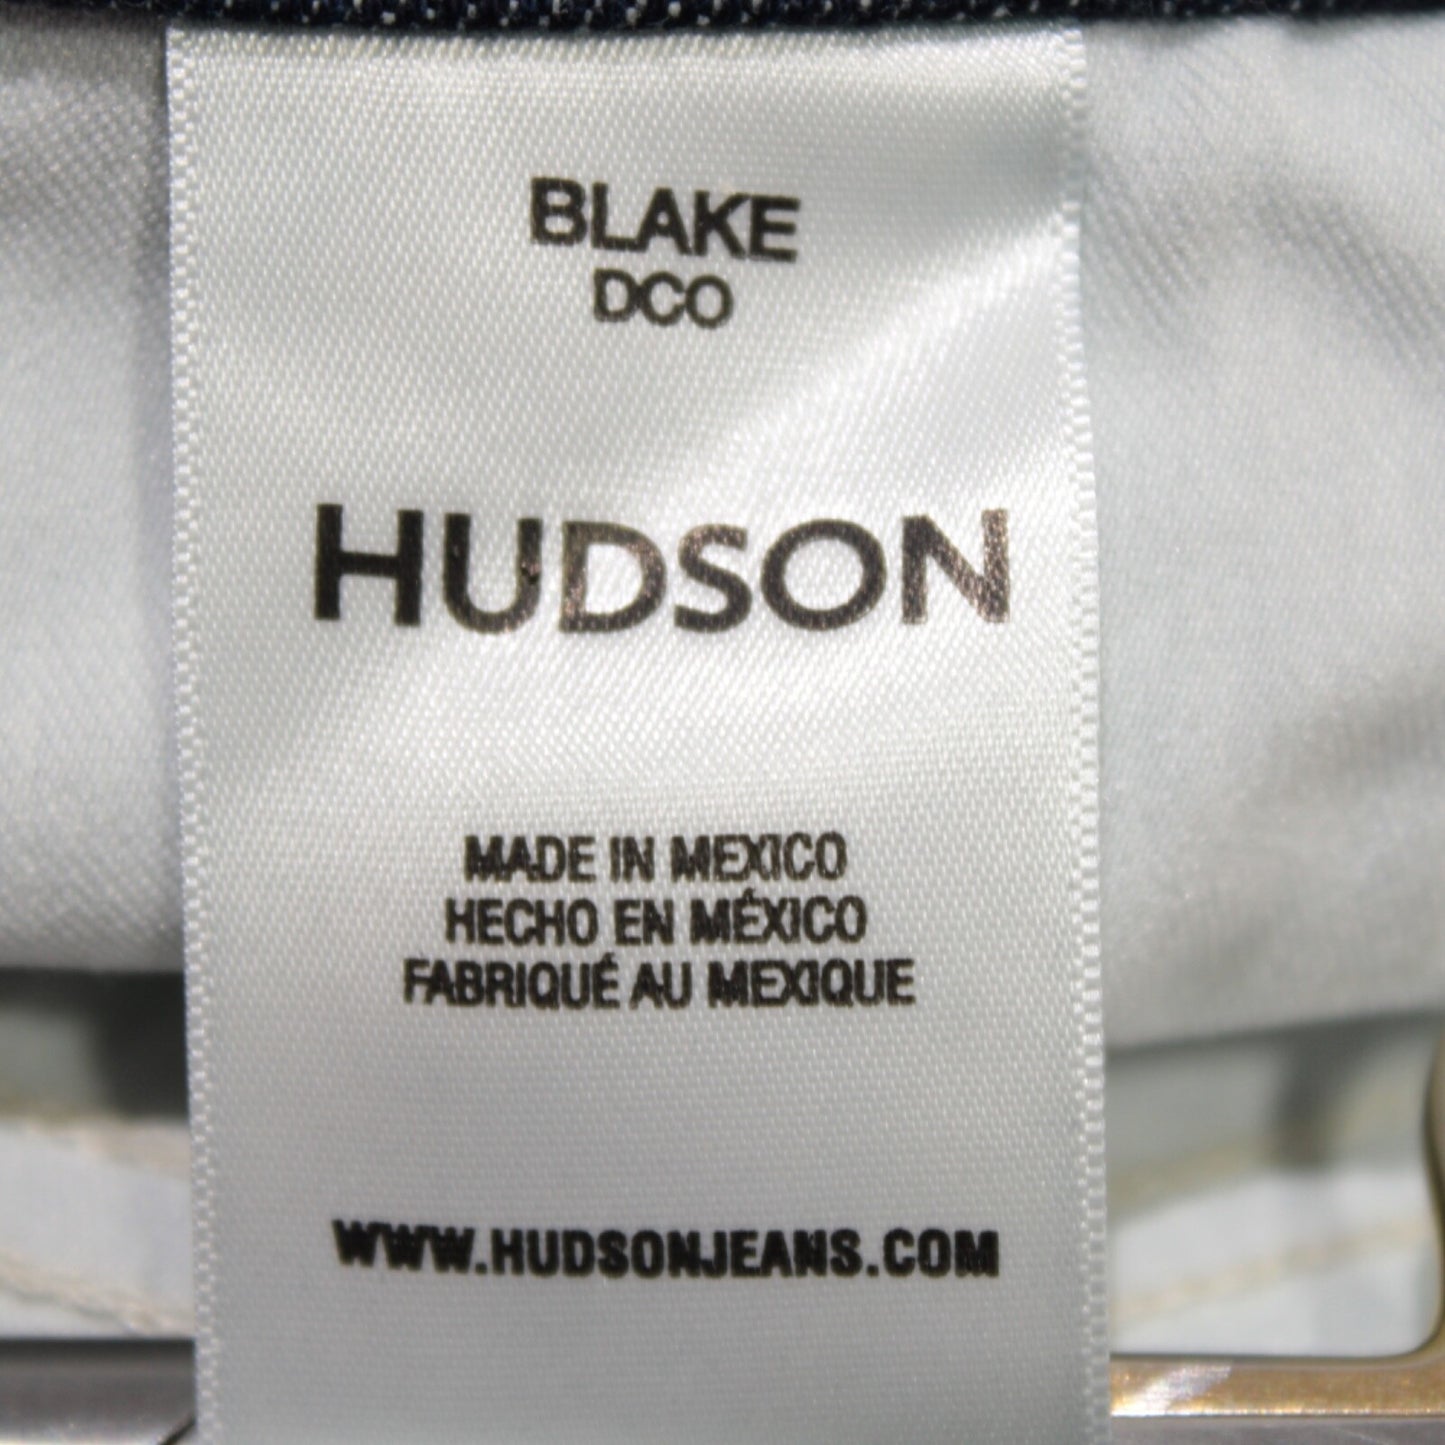 BLAKE
DCO
HUDSON
MADE IN MEXICO
HECHO EN MÉXICO
FABRIQUÉ AU MEXIQUE
WWW.HUDSONJEANS.COM